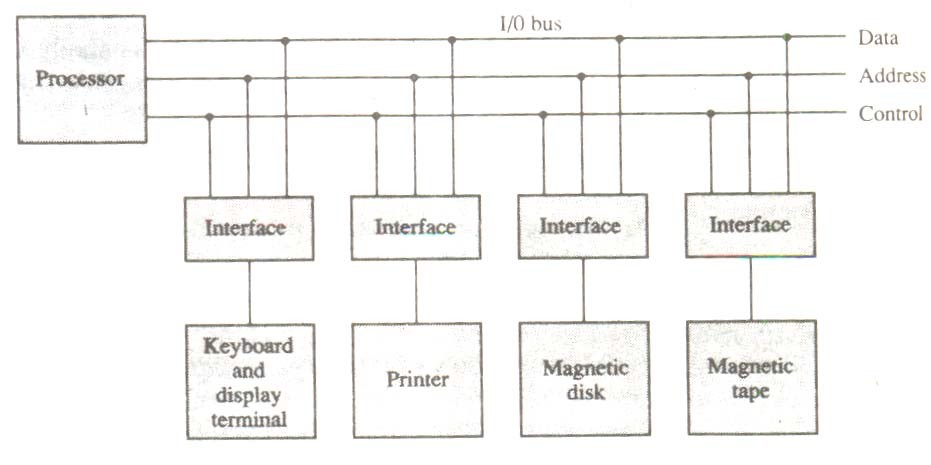 I/0 bus
Data
Processor
Address
Control
Interface
Interface
Interface
Interface
Keyboard
and
display
terminal
Printer
Magnetic
disk
Magnetic
tape